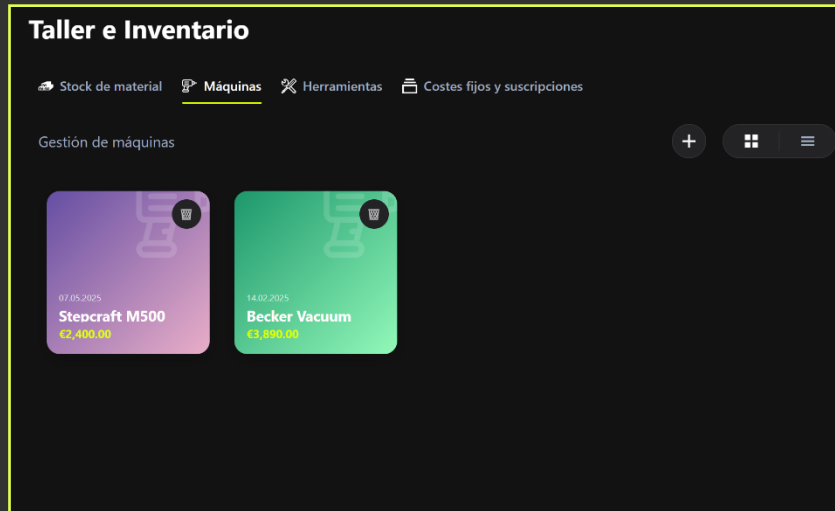 Taller e Inventario
Stock de material Máquinas Herramientas Costes fijos y suscripciones
Gestión de máquinas
07.05.2025
Stepcraft M500
€2,400.00
14.02.2025
Becker Vacuum
€3,890.00